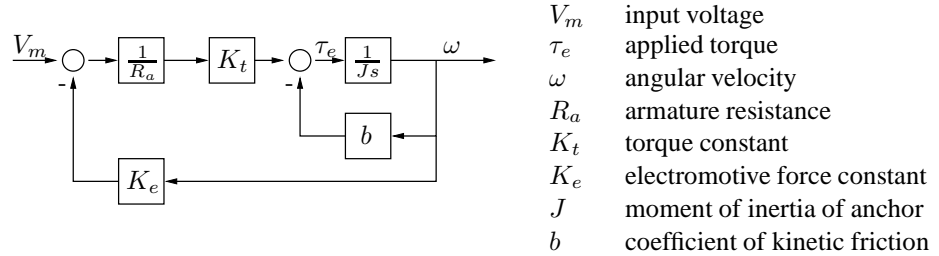 V_m
-
1/R_a
K_t
-
τ_e
1/Js
ω
b
K_e
V_m input voltage
τ_e applied torque
ω angular velocity
R_a armature resistance
K_t torque constant
K_e electromotive force constant
J moment of inertia of anchor
b coefficient of kinetic friction